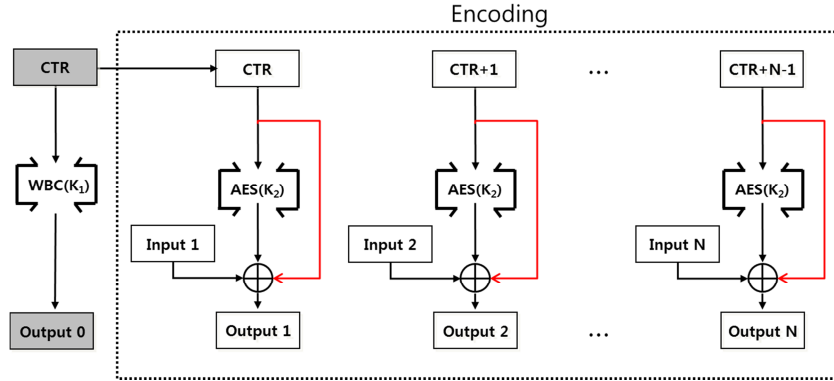 Encoding
CTR
CTR
CTR+1
...
CTR+N-1
WBC(K1)
AES(K2)
AES(K2)
AES(K2)
Input 1
Input 2
Input N
Output 0
Output 1
Output 2
...
Output N